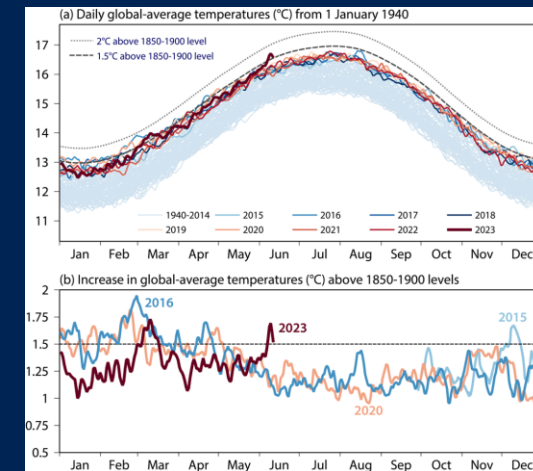 (a) Daily global-average temperatures (°C) from 1 January 1940
17
16
15
14
13
12
11
2°C above 1850-1900 level
1.5°C above 1850-1900 level
1940-2014 2015 2016 2017 2018
2019 2020 2021 2022 2023
Jan Feb Mar Apr May Jun Jul Aug Sep Oct Nov Dec
(b) Increase in global-average temperatures (°C) above 1850-1900 levels
2
1.75
1.5
1.25
1
0.75
0.5
2016
2023
2015
2020
Jan Feb Mar Apr May Jun Jul Aug Sep Oct Nov Dec